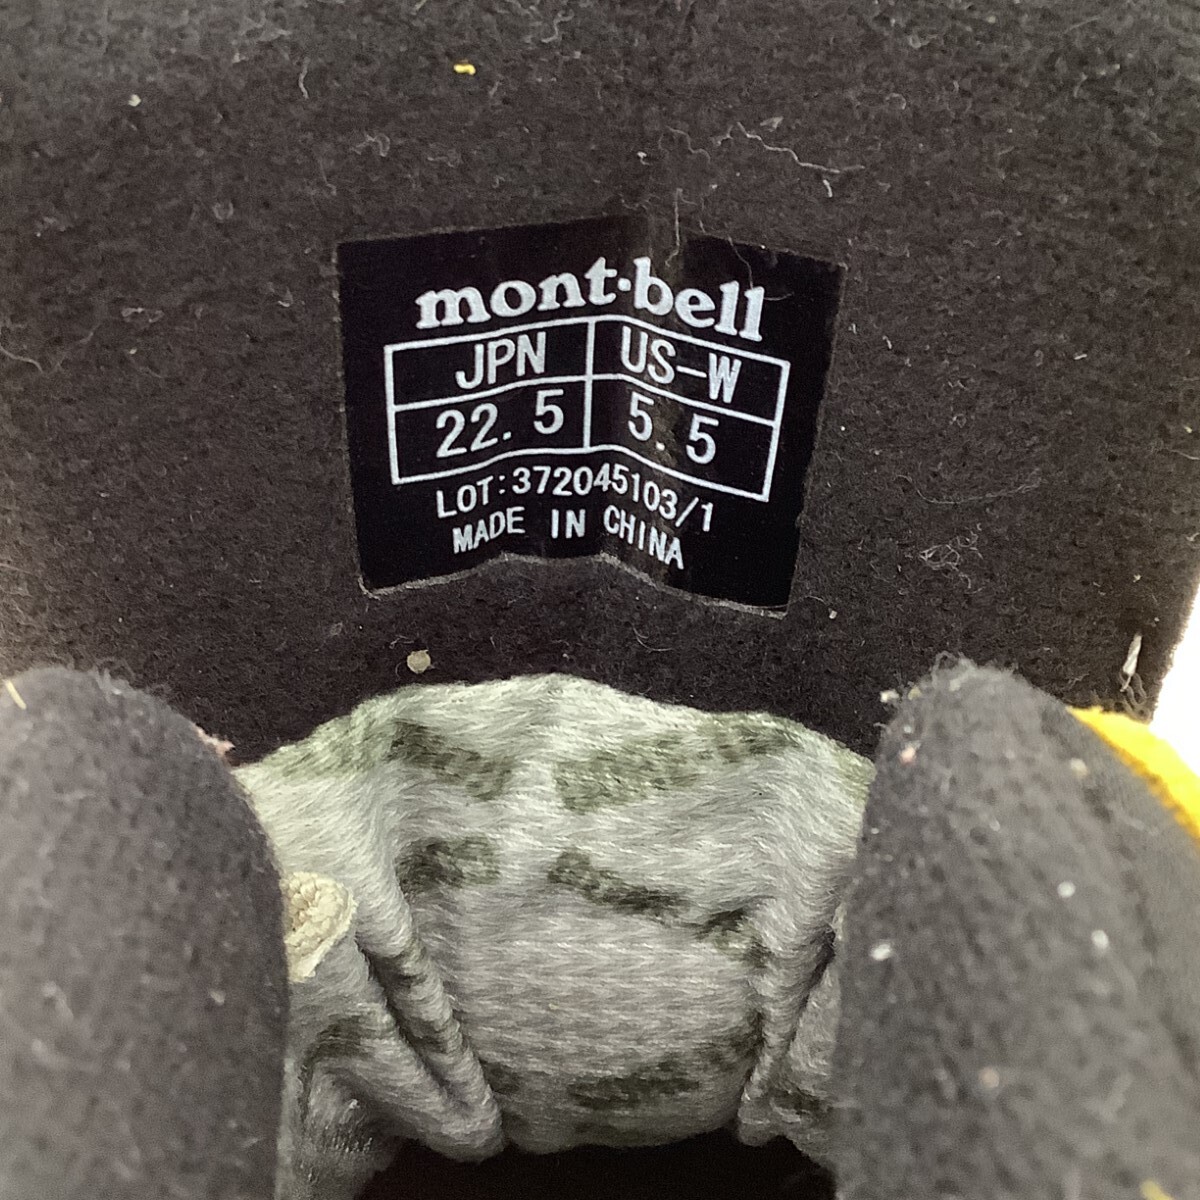 mont·bell
JPN US-W
22.5 5.5
LOT:372045103/1
MADE IN CHINA